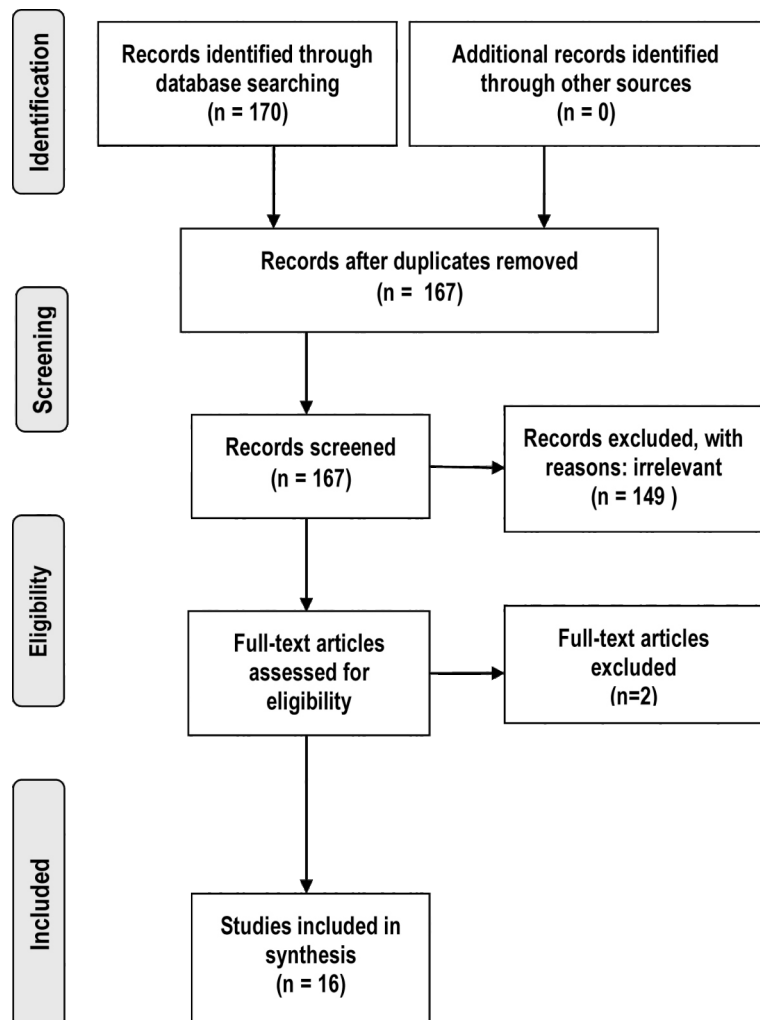 Identification
Records identified through
database searching
(n = 170)
Additional records identified
through other sources
(n = 0)
Records after duplicates removed
(n = 167)
Screening
Records screened
(n = 167)
Records excluded, with
reasons: irrelevant
(n = 149 )
Eligibility
Full-text articles
assessed for
eligibility
Full-text articles
excluded
(n=2)
Included
Studies included in
synthesis
(n = 16)